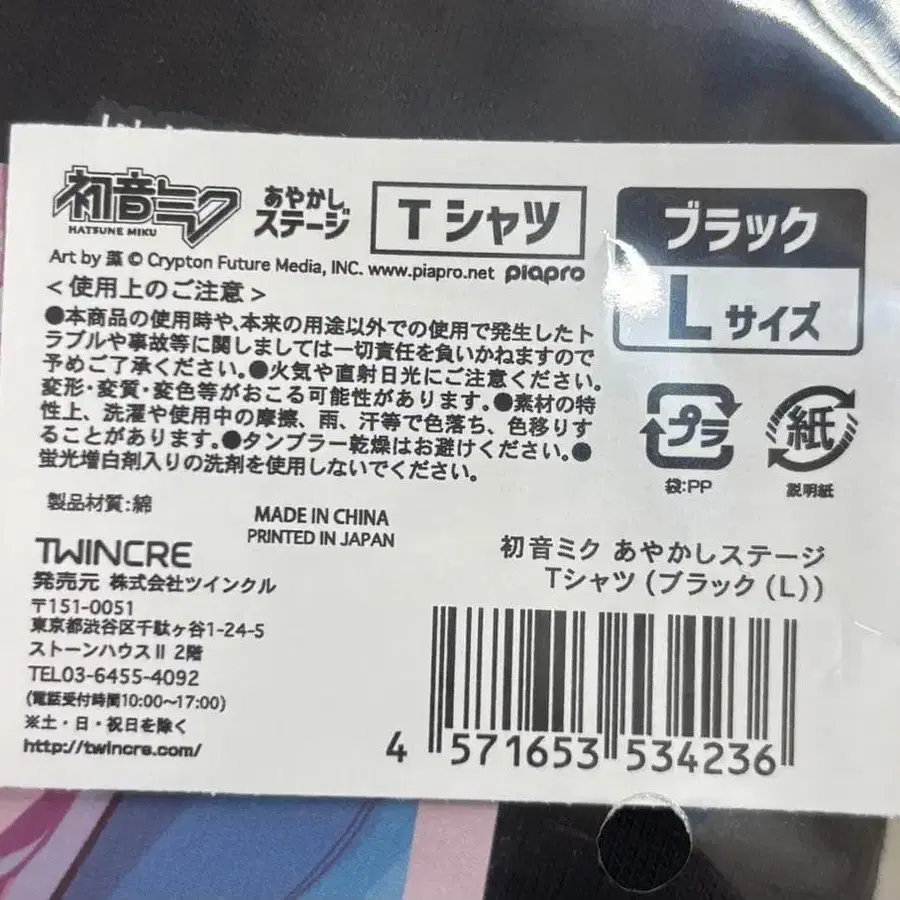 初音ミク
HATSUNE MIKU
あやかし
ステージ
Tシャツ
ブラック
Lサイズ
Art by 藻 © Crypton Future Media, INC. www.piapro.net piapro
<使用上のご注意>
●本商品の使用時や、本来の用途以外での使用で発生したト
ラブルや事故等に関しましては一切責任を負いかねますので
予めご了承ください。●火気や直射日光にご注意ください。
変形・変質・変色等がおこる可能性があります。●素材の特
性上、洗濯や使用中の摩擦、雨、汗等で色落ち、色移りす
ることがあります。●タンブラー乾燥はお避けください。●
蛍光増白剤入りの洗剤を使用しないでください。
プラ
袋:PP
紙
説明紙
製品材質:綿
MADE IN CHINA
PRINTED IN JAPAN
TWINCRE
発売元 株式会社ツインクル
〒151-0051
東京都渋谷区千駄ヶ谷1-24-5
ストーンハウスⅡ 2階
TEL03-6455-4092
(電話受付時間10:00~17:00)
※土・日・祝日を除く
http://twincre.com/
初音ミク あやかしステージ
Tシャツ (ブラック (L))
4 571653 534236